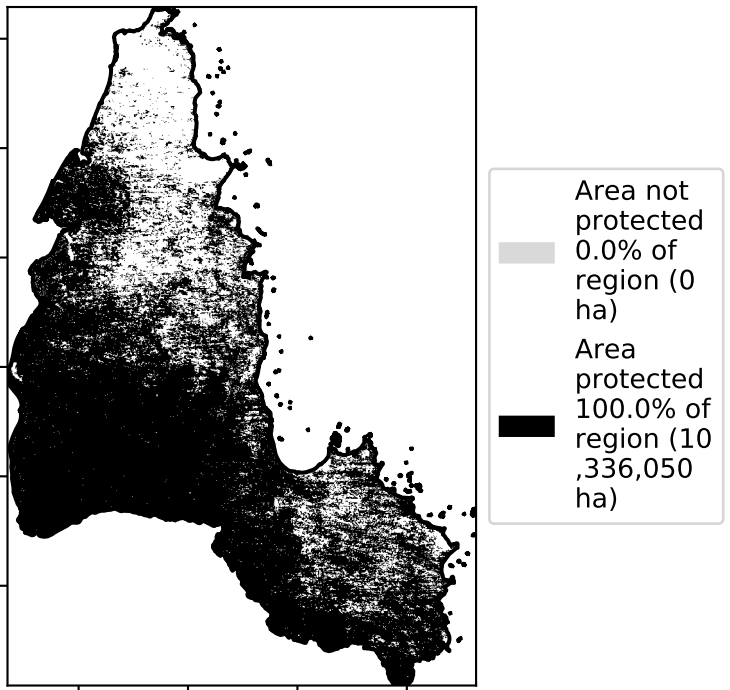 Area not
protected
0.0% of
region (0
ha)
Area
protected
100.0% of
region (10
,336,050
ha)